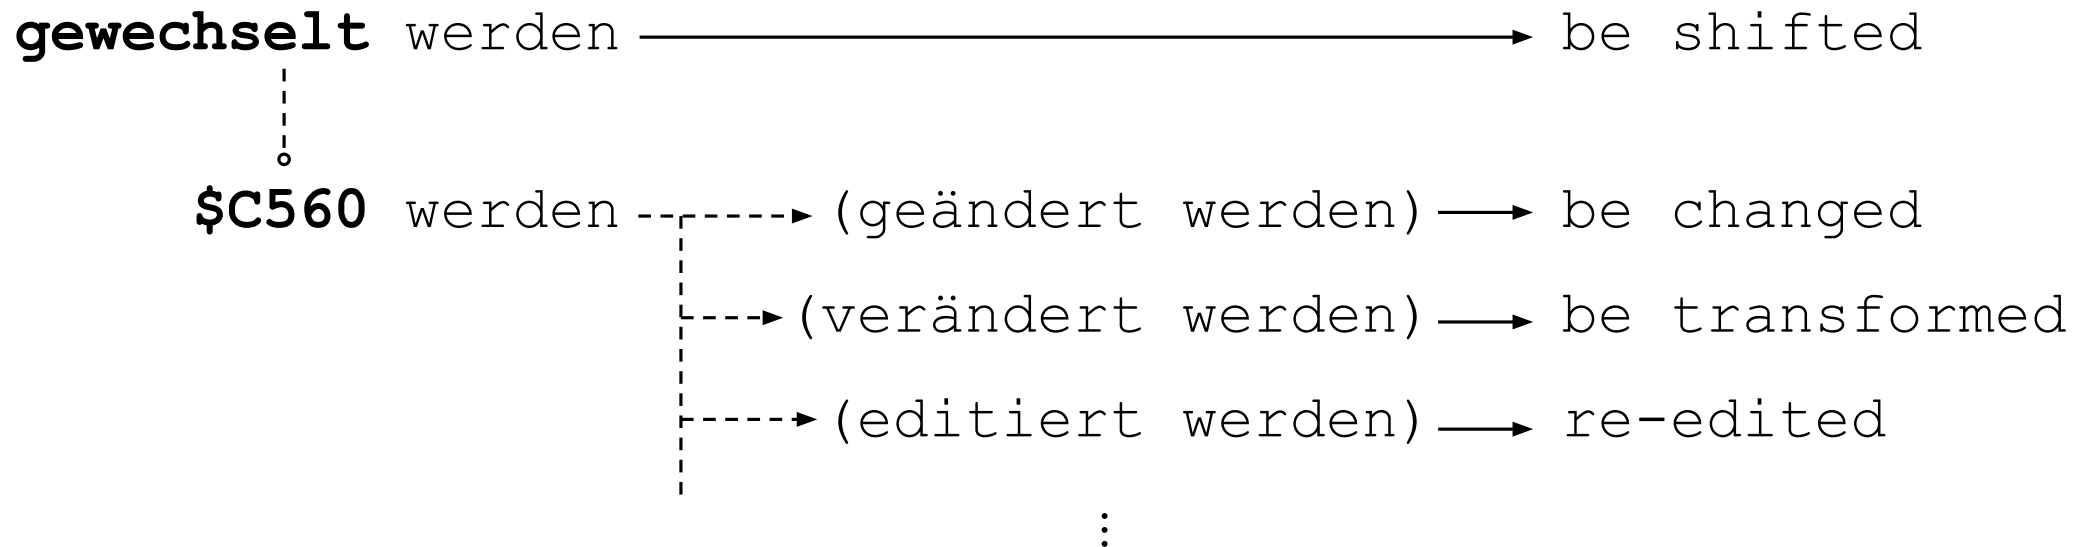 gewechselt werden be shifted
$C560 werden (geändert werden) be changed
(verändert werden) be transformed
(editiert werden) re-edited